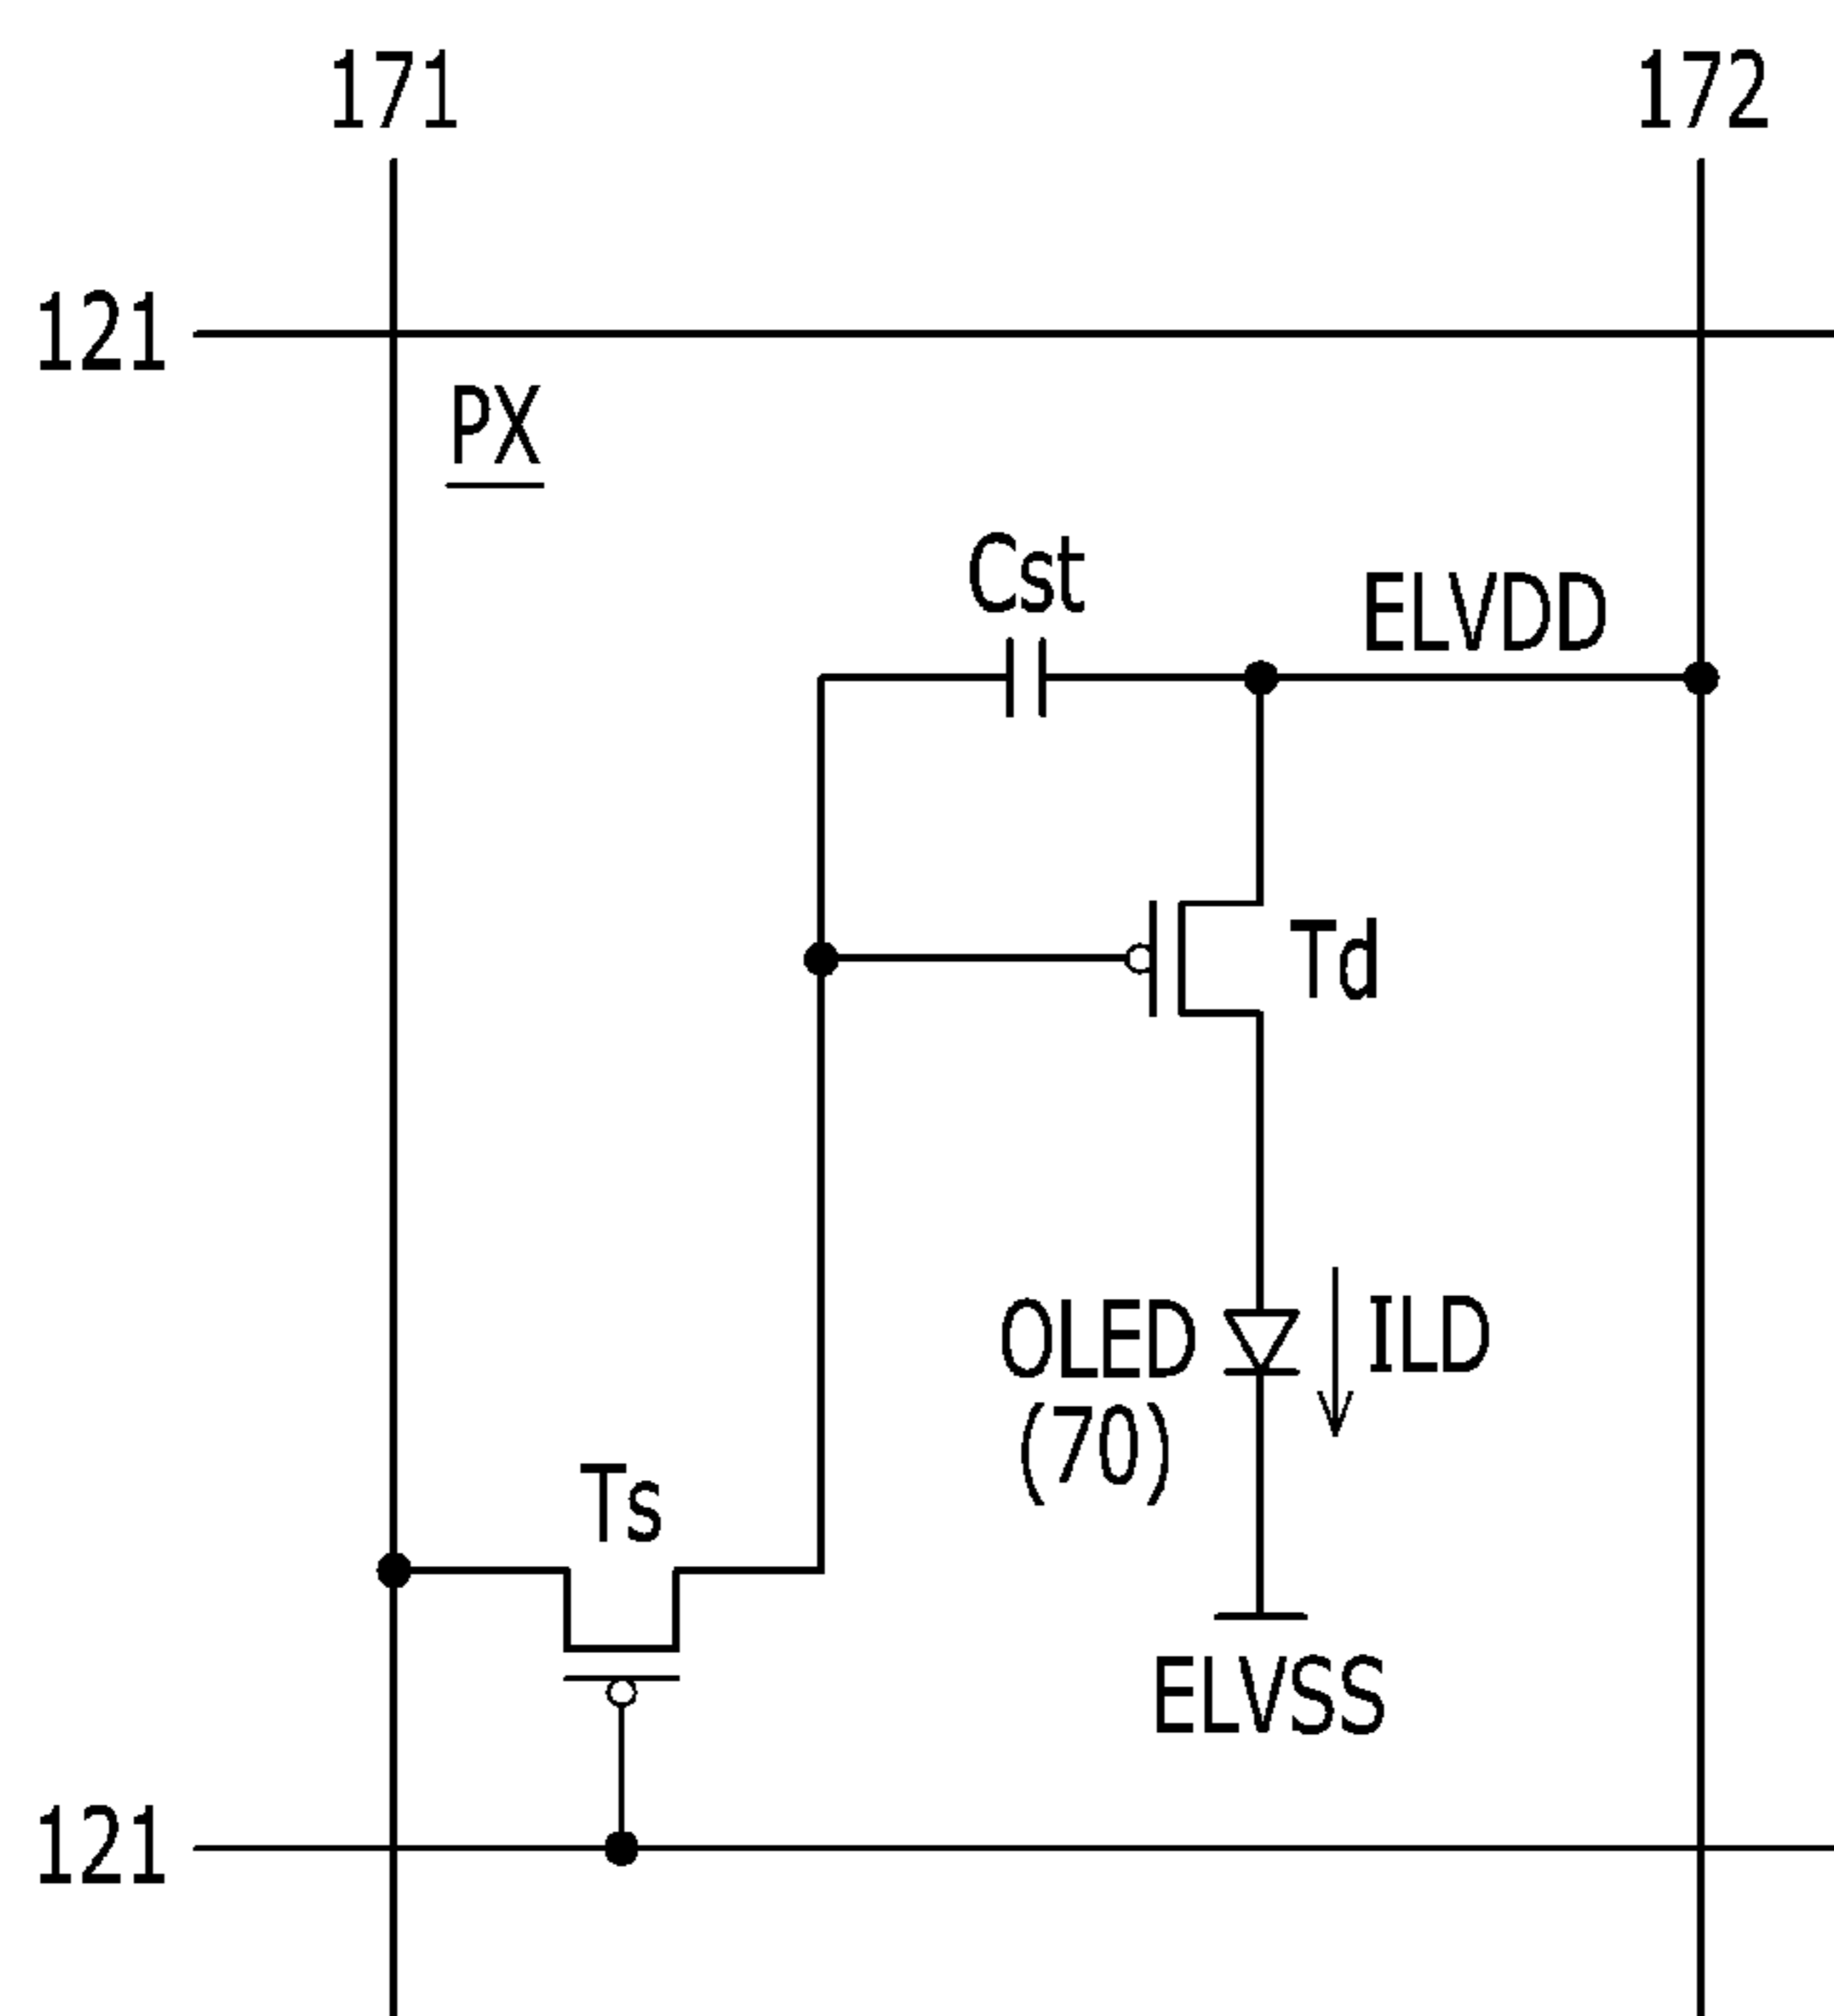 171
172
121
PX
Cst
ELVDD
Td
OLED
(70)
ILD
Ts
ELVSS
121